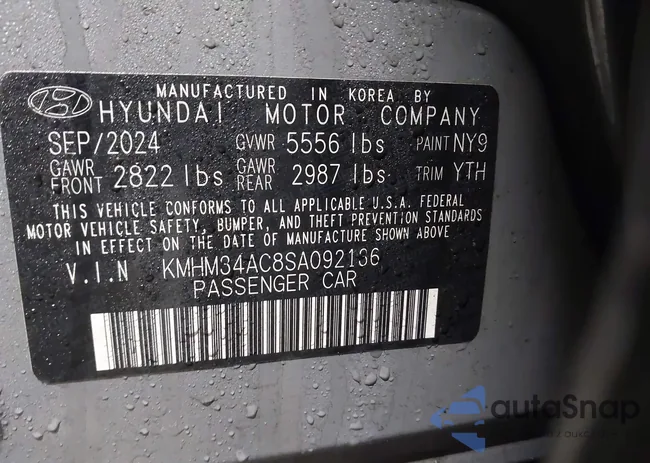 MANUFACTURED IN KOREA BY
HYUNDAI MOTOR COMPANY
SEP/2024 GVWR 5556 lbs PAINT NY9
GAWR FRONT 2822 lbs GAWR REAR 2987 lbs TRIM YTH
THIS VEHICLE CONFORMS TO ALL APPLICABLE U.S.A. FEDERAL
MOTOR VEHICLE SAFETY, BUMPER, AND THEFT PREVENTION STANDARDS
IN EFFECT ON THE DATE OF MANUFACTURE SHOWN ABOVE
V.I.N KMHM34AC8SA092136
PASSENGER CAR
autoSnap